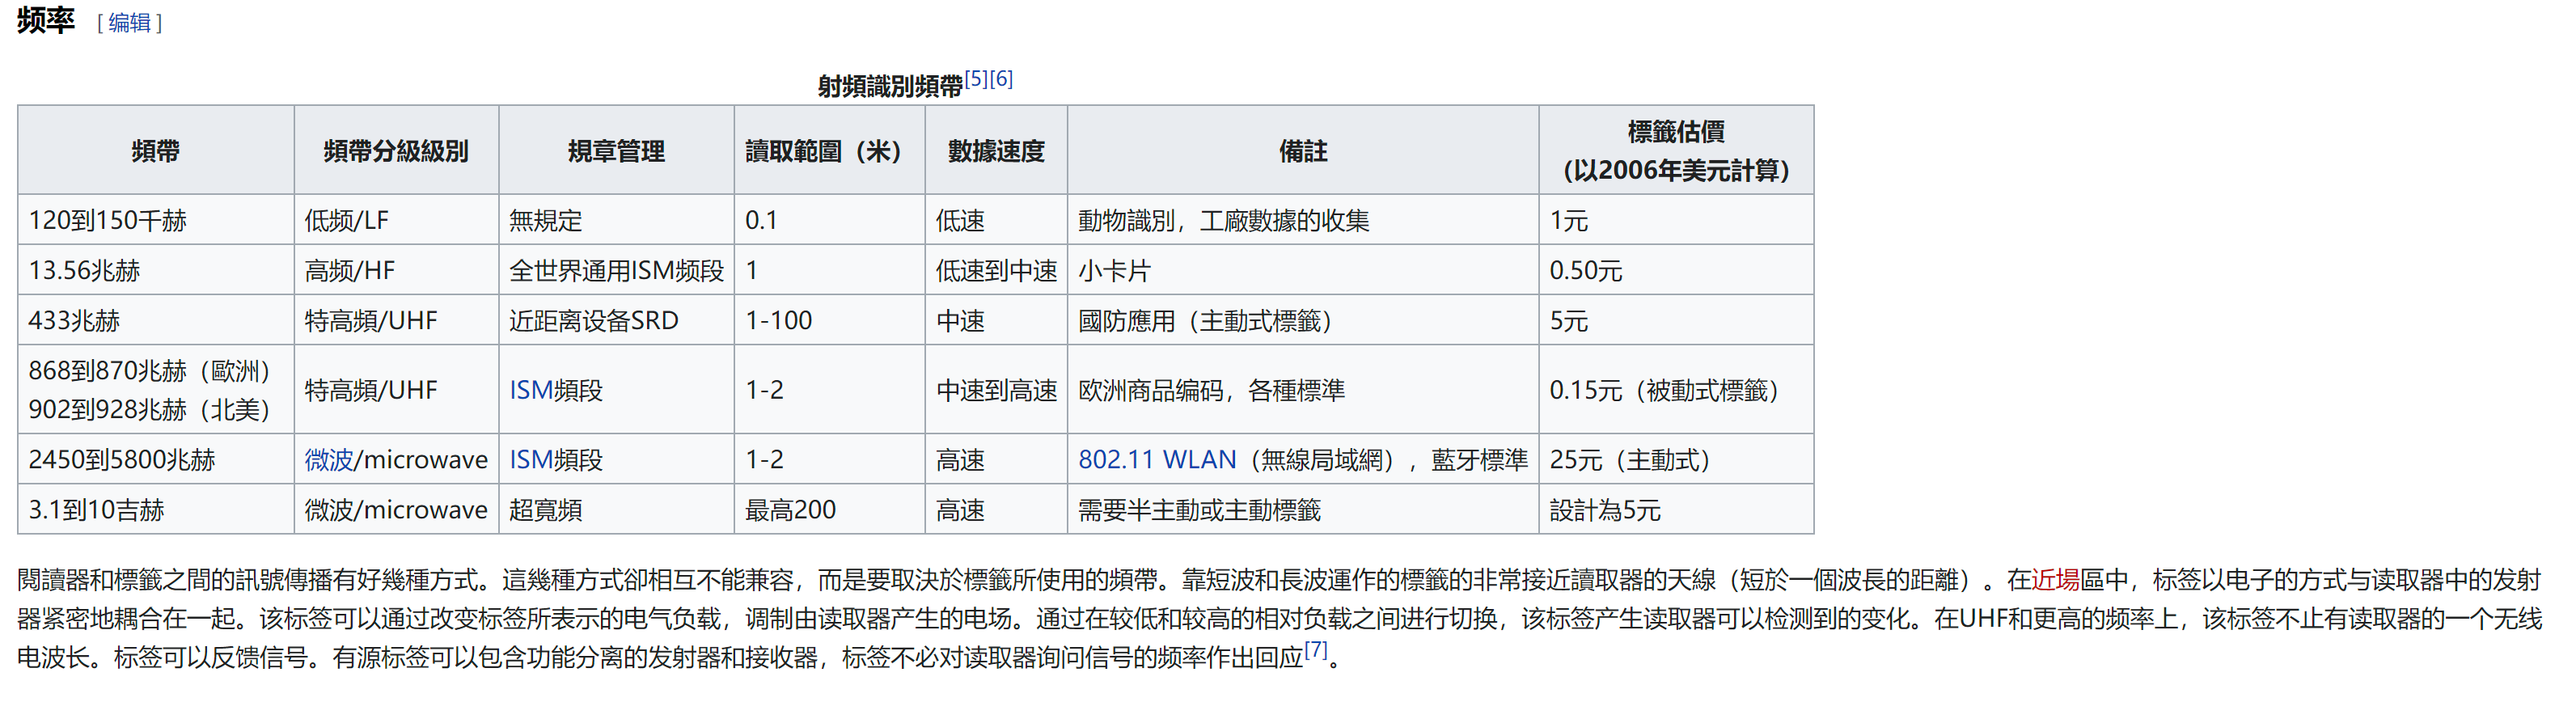 频率 [ 编辑 ]
射頻識別頻帶[5][6]
頻帶 頻帶分級級別 規章管理 讀取範圍（米） 數據速度 備註 標籤估價
（以2006年美元計算）
120到150千赫 低频/LF 無規定 0.1 低速 動物識別，工廠數據的收集 1元
13.56兆赫 高频/HF 全世界通用ISM频段 1 低速到中速 小卡片 0.50元
433兆赫 特高頻/UHF 近距离设备SRD 1-100 中速 國防應用（主動式標籤） 5元
868到870兆赫（歐洲）
902到928兆赫（北美） 特高頻/UHF ISM頻段 1-2 中速到高速 欧洲商品编码，各種標準 0.15元（被動式標籤）
2450到5800兆赫 微波/microwave ISM頻段 1-2 高速 802.11 WLAN（無線局域網），藍牙標準 25元（主動式）
3.1到10吉赫 微波/microwave 超寬頻 最高200 高速 需要半主動或主動標籤 設計為5元
閱讀器和標籤之間的訊號傳播有好幾種方式。這幾種方式卻相互不能兼容，而是要取決於標籤所使用的頻帶。靠短波和長波運作的標籤的非常接近讀取器的天線（短於一個波長的距離）。在近場區中，标签以电子的方式与读取器中的发射
器紧密地耦合在一起。该标签可以通过改变标签所表示的电气负载，调制由读取器产生的电场。通过在较低和较高的相对负载之间进行切换，该标签产生读取器可以检测到的变化。在UHF和更高的频率上，该标签不止有读取器的一个无线
电波长。标签可以反馈信号。有源标签可以包含功能分离的发射器和接收器，标签不必对读取器询问信号的频率作出回应[7]。